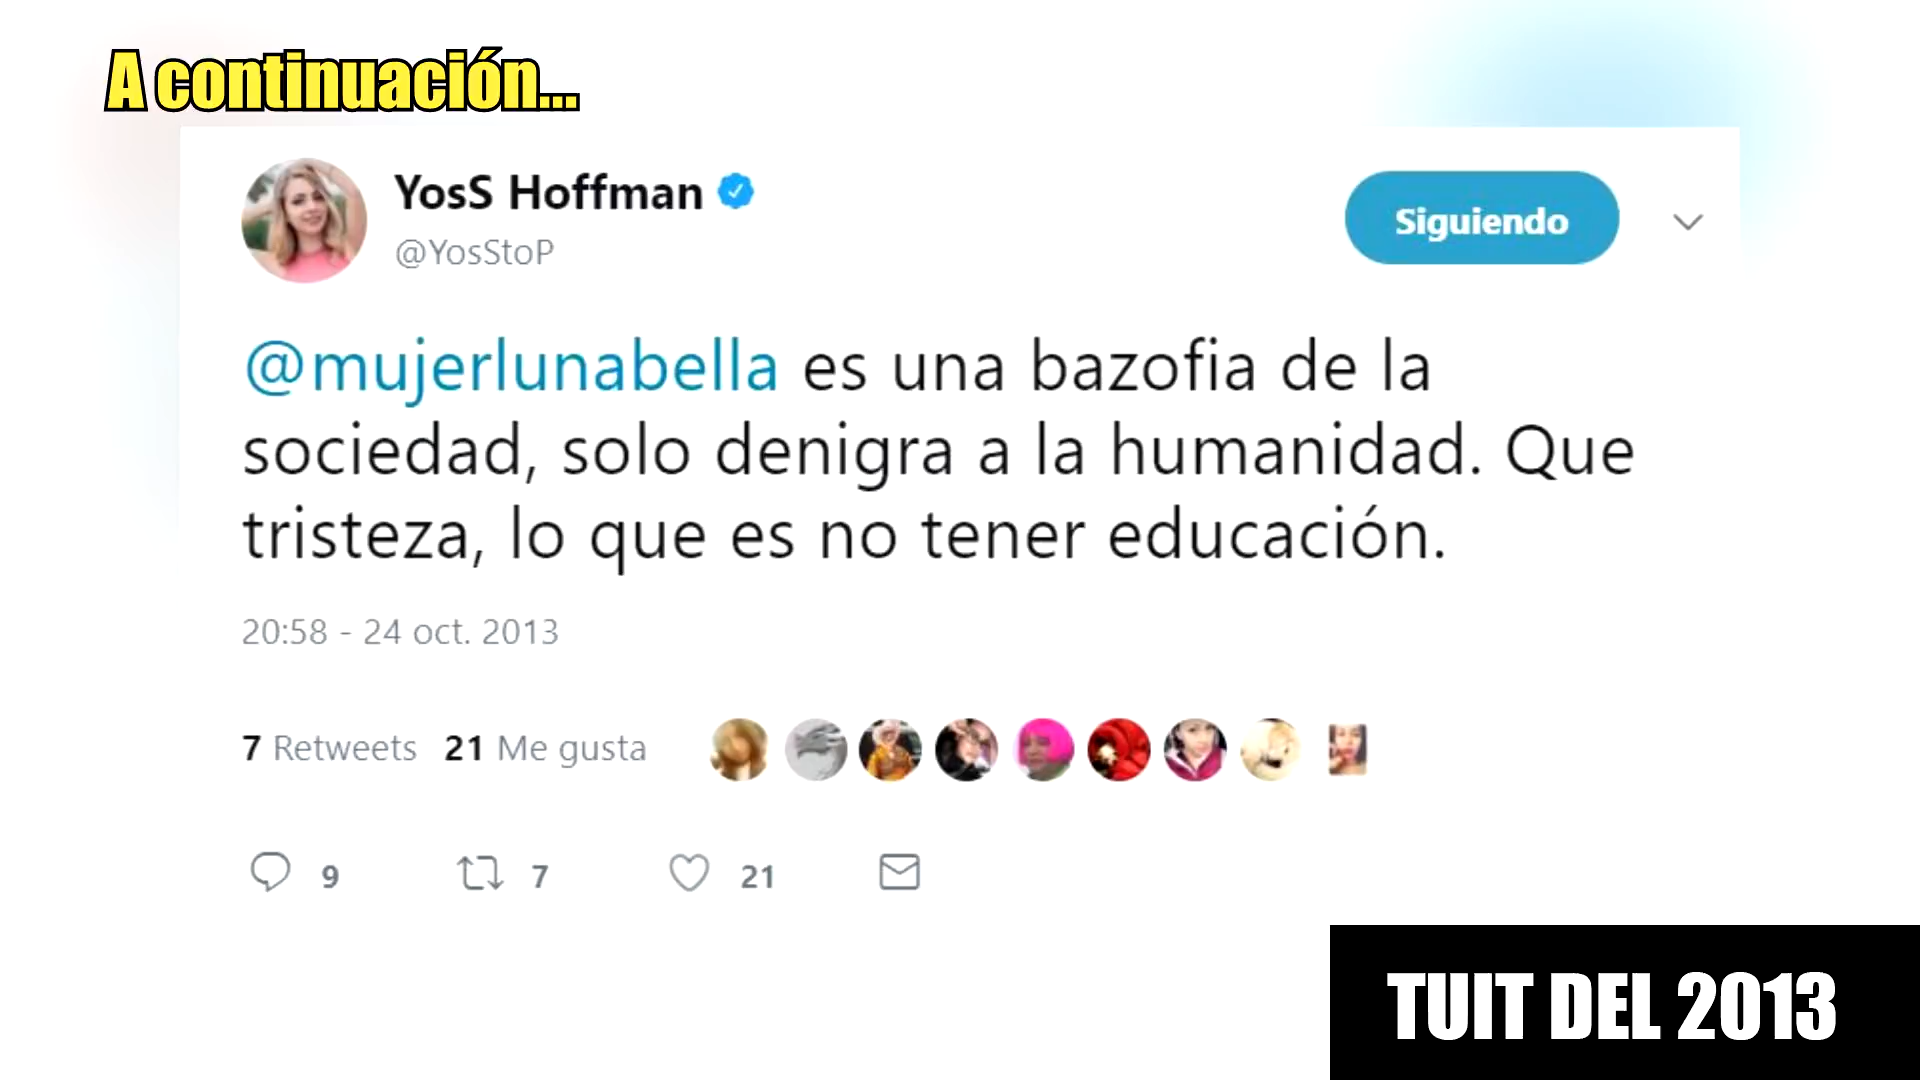 A continuación...
YosS Hoffman
@YosStoP
Siguiendo
@mujerlunabella es una bazofia de la
sociedad, solo denigra a la humanidad. Que
tristeza, lo que es no tener educación.
20:58 - 24 oct. 2013
7 Retweets 21 Me gusta
9 7 21
TUIT DEL 2013